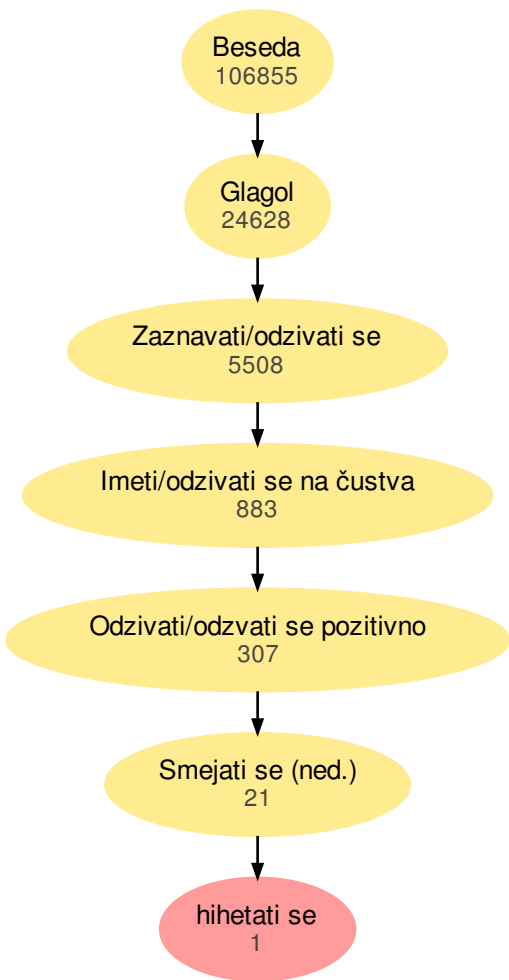 Beseda
106855
Glagol
24628
Zaznavati/odzivati se
5508
Imeti/odzivati se na čustva
883
Odzivati/odzvati se pozitivno
307
Smejati se (ned.)
21
hihetati se
1